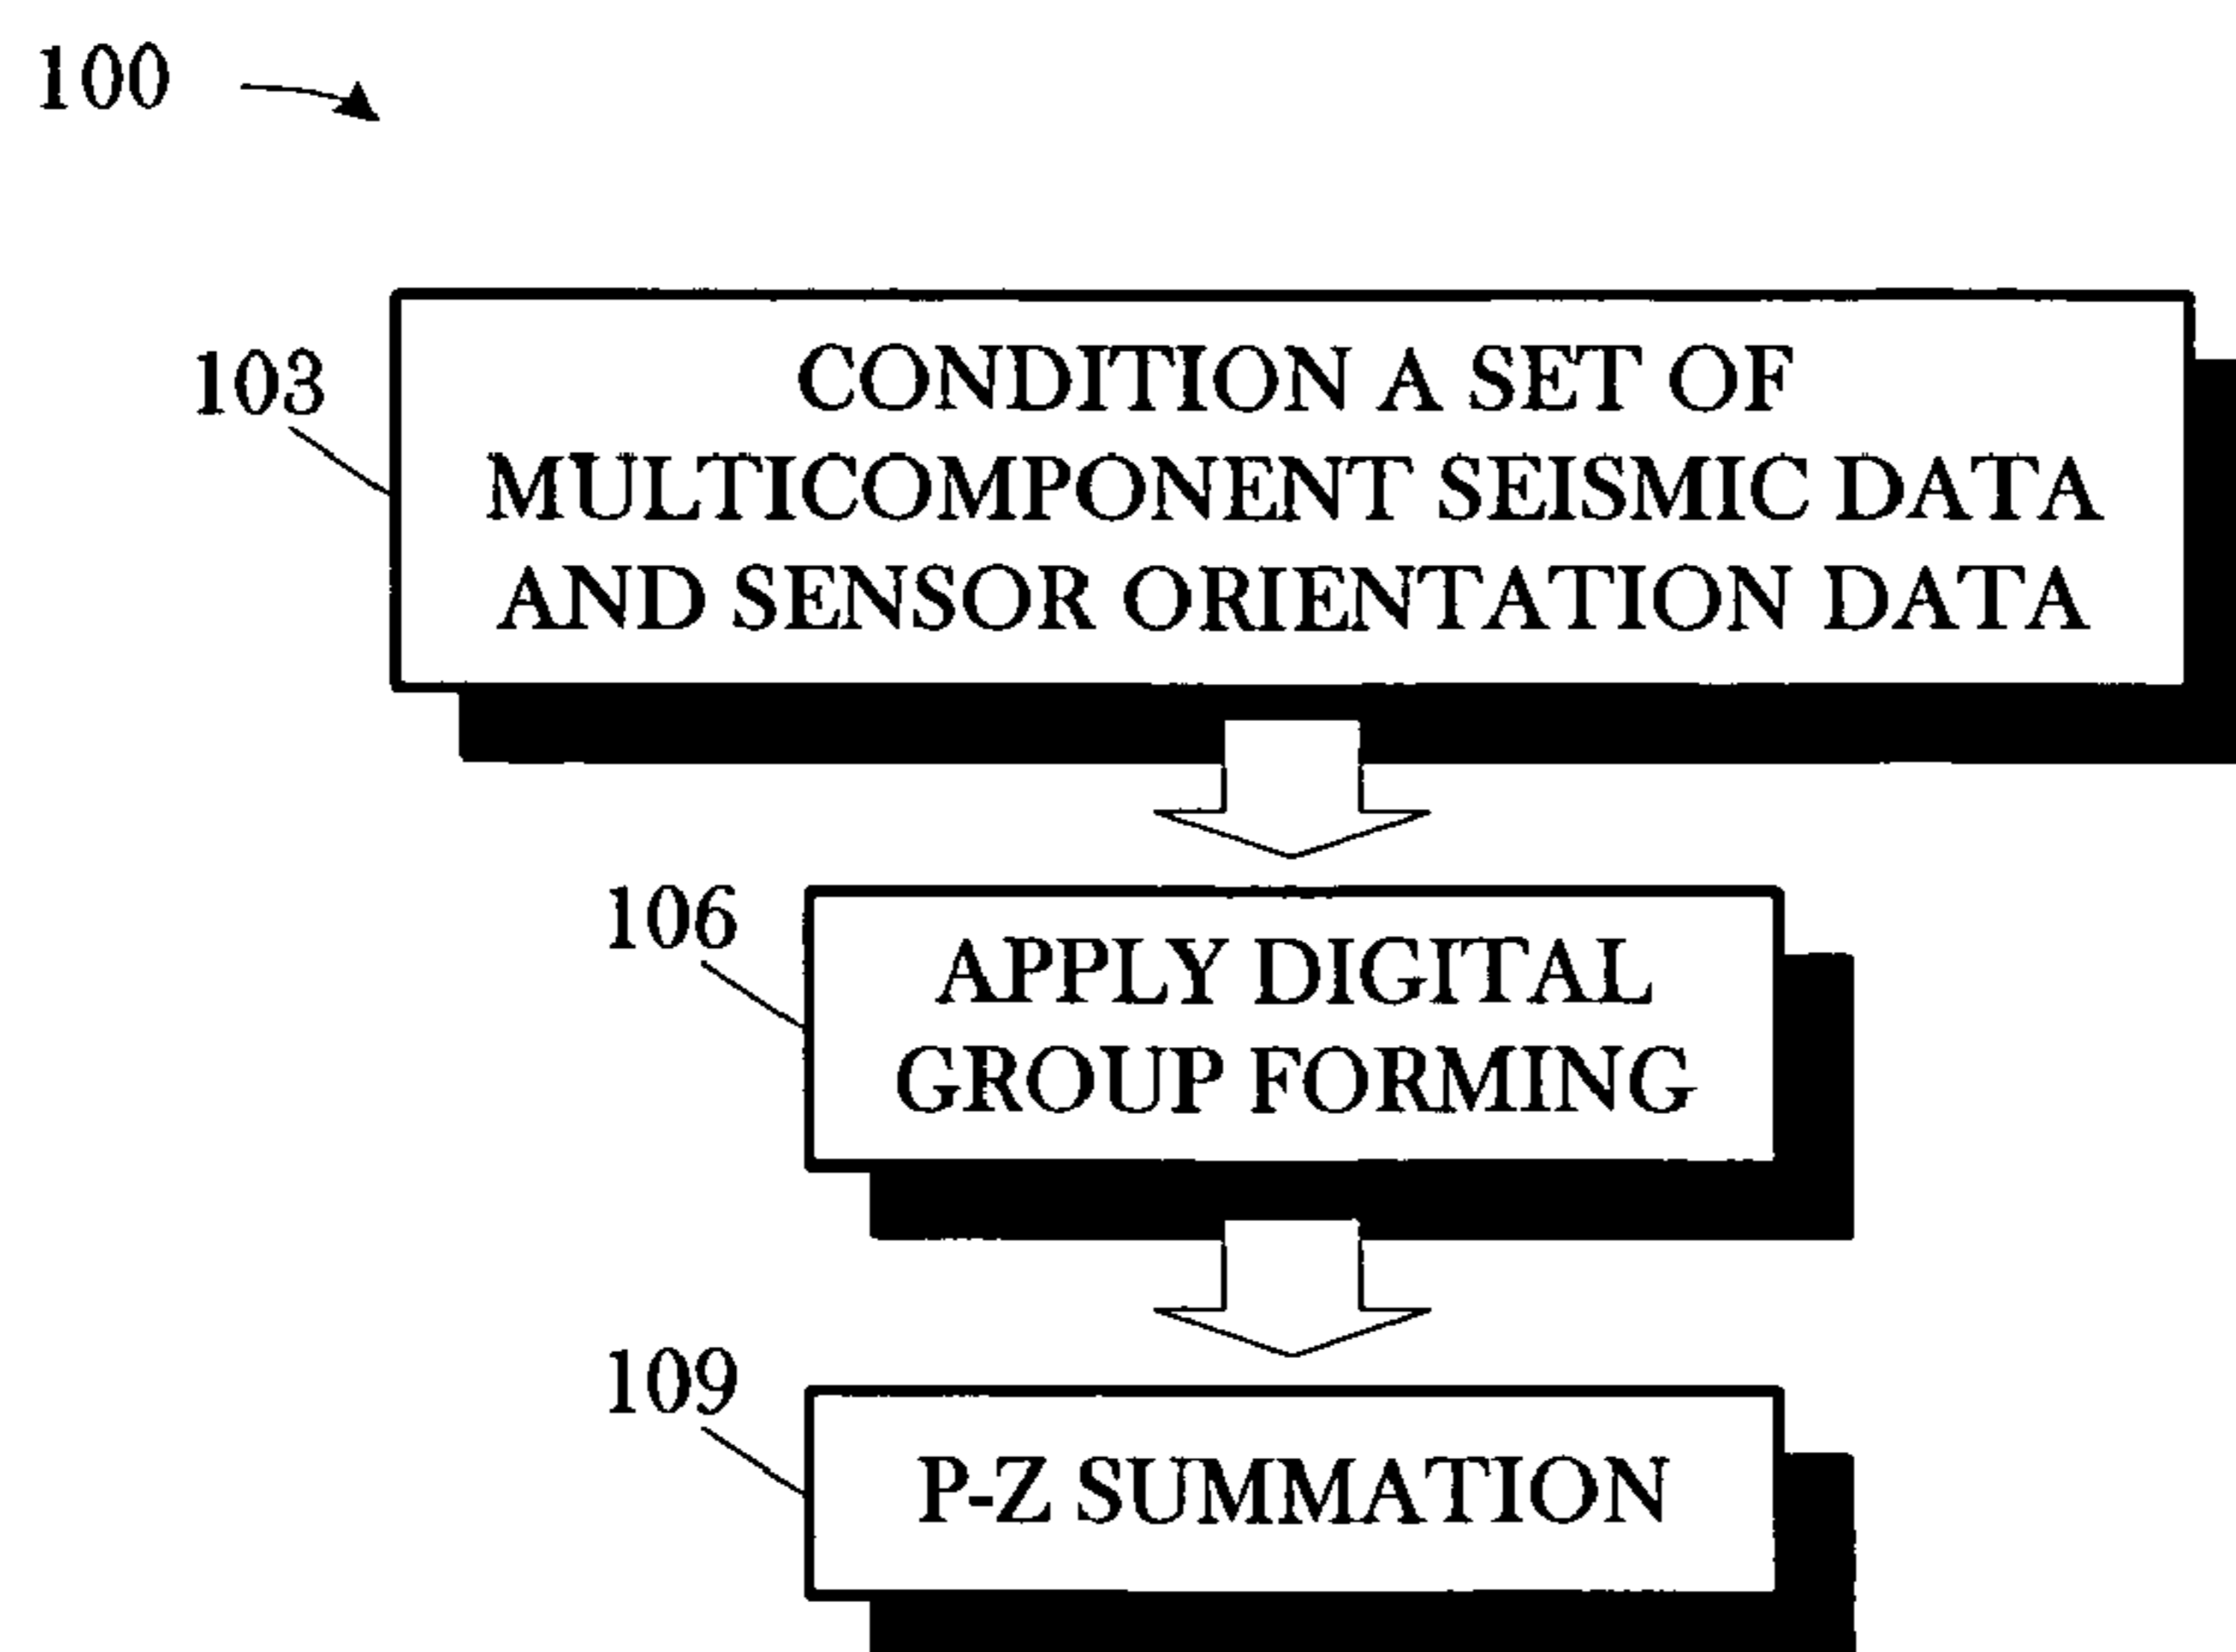 100
103
CONDITION A SET OF
MULTICOMPONENT SEISMIC DATA
AND SENSOR ORIENTATION DATA
106
APPLY DIGITAL
GROUP FORMING
109
P-Z SUMMATION